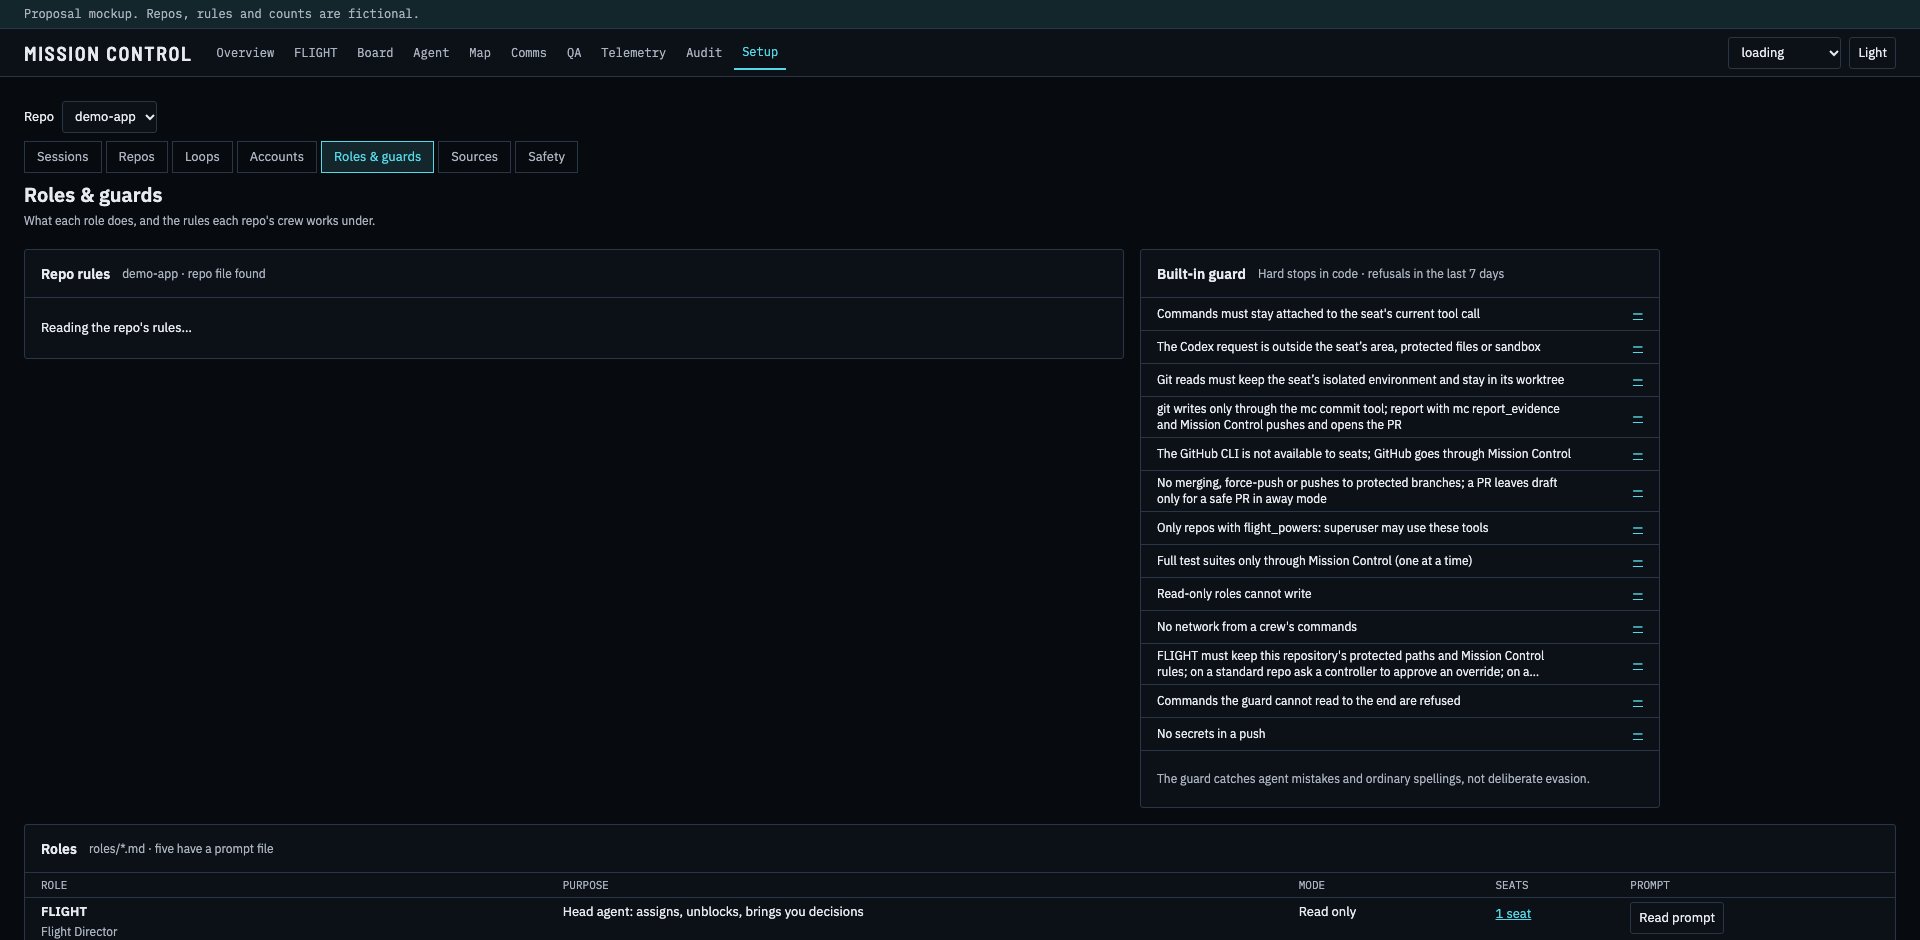 Proposal mockup. Repos, rules and counts are fictional.
MISSION CONTROL Overview FLIGHT Board Agent Map Comms QA Telemetry Audit Setup loading Light
Repo demo-app
Sessions Repos Loops Accounts Roles & guards Sources Safety
Roles & guards
What each role does, and the rules each repo's crew works under.
Repo rules demo-app · repo file found
Reading the repo's rules…
Built-in guard Hard stops in code · refusals in the last 7 days
Commands must stay attached to the seat's current tool call —
The Codex request is outside the seat’s area, protected files or sandbox —
Git reads must keep the seat’s isolated environment and stay in its worktree —
git writes only through the mc commit tool; report with mc report_evidence
and Mission Control pushes and opens the PR —
The GitHub CLI is not available to seats; GitHub goes through Mission Control —
No merging, force-push or pushes to protected branches; a PR leaves draft
only for a safe PR in away mode —
Only repos with flight_powers: superuser may use these tools —
Full test suites only through Mission Control (one at a time) —
Read-only roles cannot write —
No network from a crew's commands —
FLIGHT must keep this repository's protected paths and Mission Control
rules; on a standard repo ask a controller to approve an override; on a… —
Commands the guard cannot read to the end are refused —
No secrets in a push —
The guard catches agent mistakes and ordinary spellings, not deliberate evasion.
Roles roles/*.md · five have a prompt file
ROLE PURPOSE MODE SEATS PROMPT
FLIGHT Head agent: assigns, unblocks, brings you decisions Read only 1 seat Read prompt
Flight Director